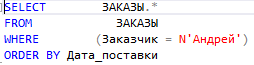 SELECT ЗАКАЗЫ.*
FROM ЗАКАЗЫ
WHERE (Заказчик = N'Андрей')
ORDER BY Дата_поставки